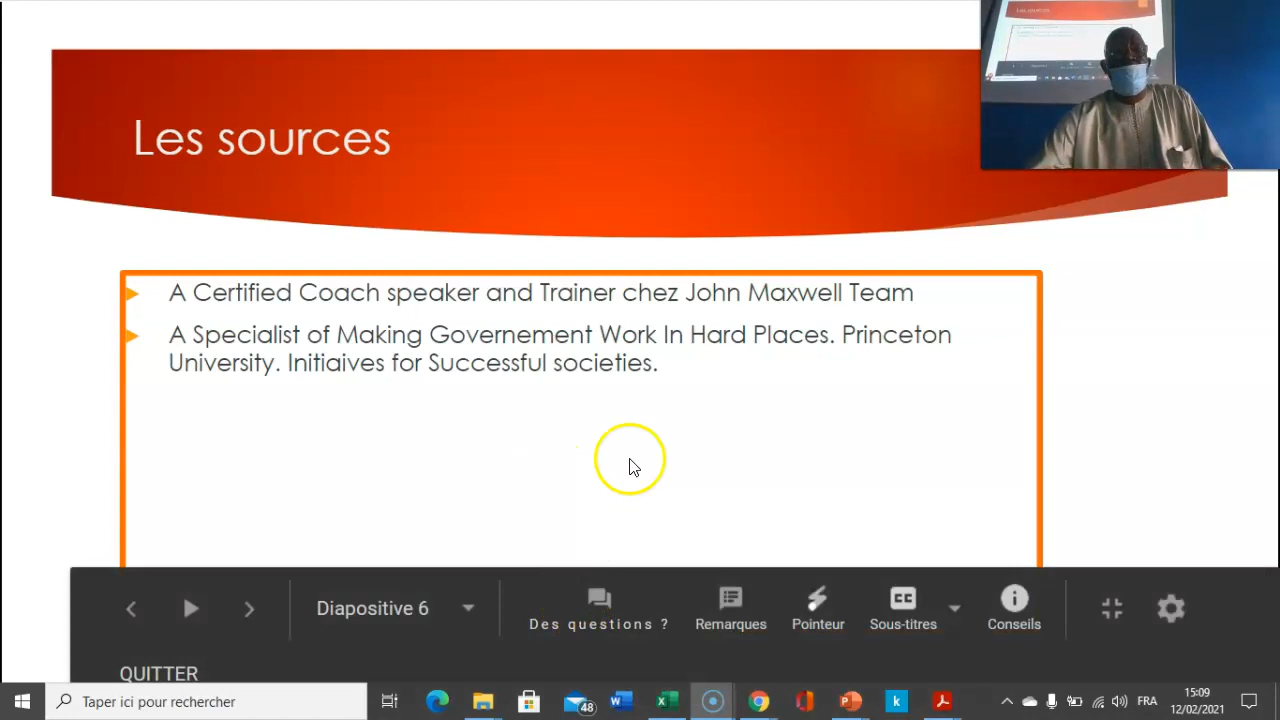 Les sources
A Certified Coach speaker and Trainer chez John Maxwell Team
A Specialist of Making Governement Work In Hard Places. Princeton
University. Initiaives for Successful societies.
Diapositive 6
Des questions ?
Remarques
Pointeur
Sous-titres
Conseils
QUITTER
Taper ici pour rechercher
48
FRA
15:09
12/02/2021